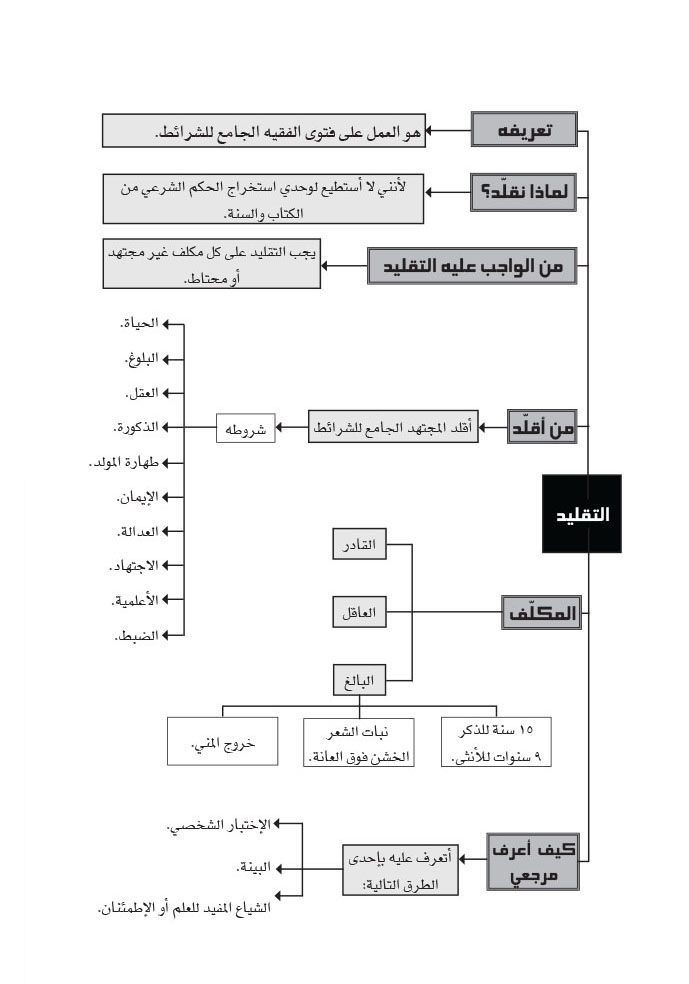 تعريفه
هو العمل على فتوى الفقيه الجامع للشرائط.
لماذا نقلّد؟
لأنني لا أستطيع لوحدي استخراج الحكم الشرعي من
الكتاب والسنة.
من الواجب عليه التقليد
يجب التقليد على كل مكلف غير مجتهد
أو محتاط.
من أقلّد
أقلد المجتهد الجامع للشرائط
شروطه
الحياة.
البلوغ.
العقل.
الذكورة.
طهارة المولد.
الإيمان.
العدالة.
الاجتهاد.
الأعلمية.
الضبط.
التقليد
المكلّف
القادر
العاقل
البالغ
١٥ سنة للذكر
٩ سنوات للأنثى.
نبات الشعر
الخشن فوق العانة.
خروج المني.
كيف أعرف
مرجعي
أتعرف عليه بإحدى
الطرق التالية:
الإختبار الشخصي.
البينة.
الشياع المفيد للعلم أو الإطمئنان.